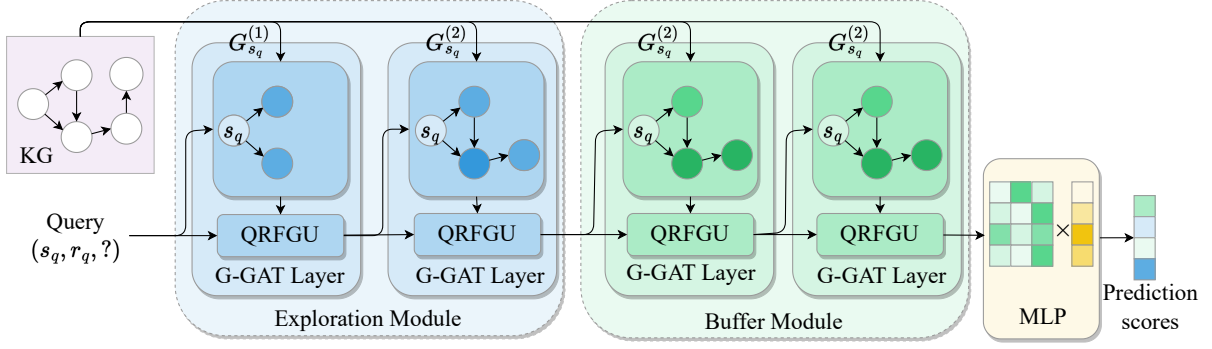 KG
Query
(s_q, r_q, ?)
G_{s_q}^{(1)}
s_q
QRFGU
G-GAT Layer
G_{s_q}^{(2)}
s_q
QRFGU
G-GAT Layer
Exploration Module
G_{s_q}^{(2)}
s_q
QRFGU
G-GAT Layer
G_{s_q}^{(2)}
s_q
QRFGU
G-GAT Layer
Buffer Module
×
MLP
Prediction
scores